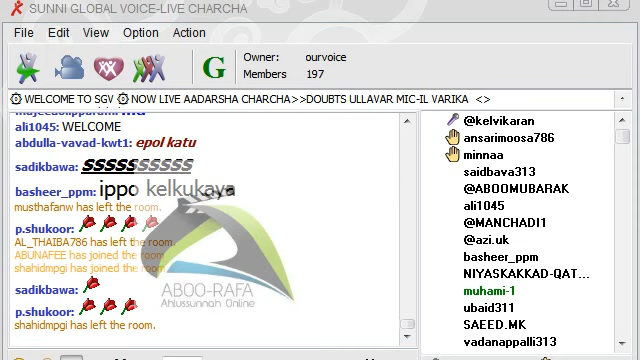 SUNNI GLOBAL VOICE-LIVE CHARCHA
File Edit View Option Action
G
Owner: ourvoice
Members 197
WELCOME TO SGV NOW LIVE AADARSHA CHARCHA>>DOUBTS ULLAVAR MIC-IL VARIKA <>
ali1045: WELCOME
abdulla-vavad-kwt1: epol katu
sadikbawa: SSSSSSSSSS
basheer_ppm: ippo kelkukaya
musthafanw has left the room.
p.shukoor:
AL_THAIBA786 has left the room.
ABUNAFEE has joined the room.
shahidmpgi has joined the room.
sadikbawa:
p.shukoor:
shahidmpgi has left the room.
ABOO-RAFA
Ahlussunnah Online
@kelvikaran
ansarimoosa786
minnaa
saidbava313
@ABOOMUBARAK
ali1045
@MANCHADI1
@azi.uk
basheer_ppm
NIYASKAKKAD-QAT...
muhami-1
ubaid311
SAEED.MK
vadanappalli313